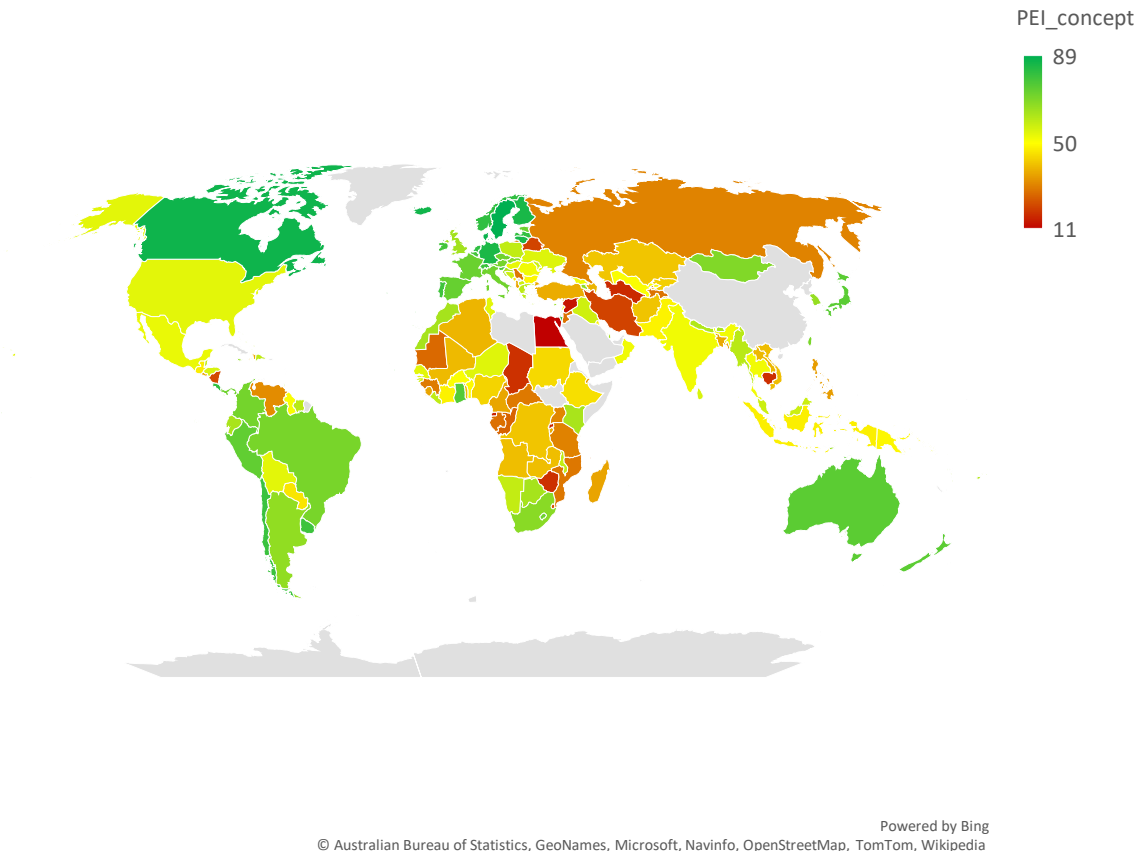 PEI_concept
89
50
11
Powered by Bing
© Australian Bureau of Statistics, GeoNames, Microsoft, Navinfo, OpenStreetMap, TomTom, Wikipedia